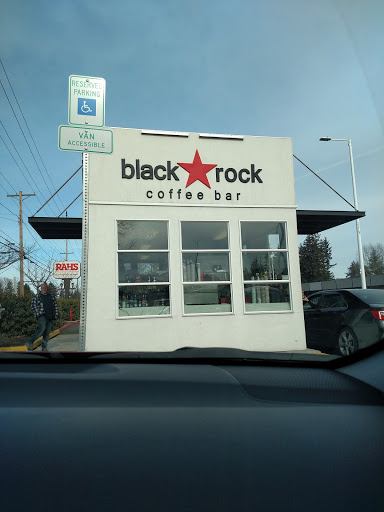 RESERVED
PARKING
VAN
ACCESSIBLE
black rock
coffee bar
RAHS